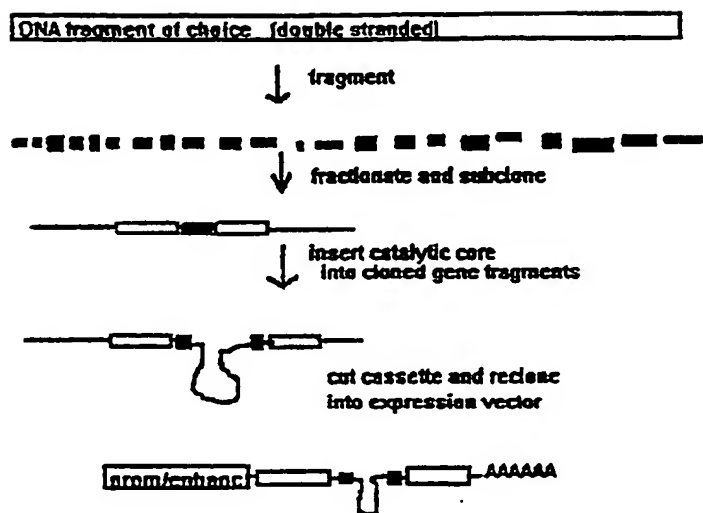 DNA fragment of choice (double stranded)
fragment
fractionate and subclone
insert catalytic core
into cloned gene fragments
cut cassette and reclone
into expression vector
prom/enhanc
AAAAAA